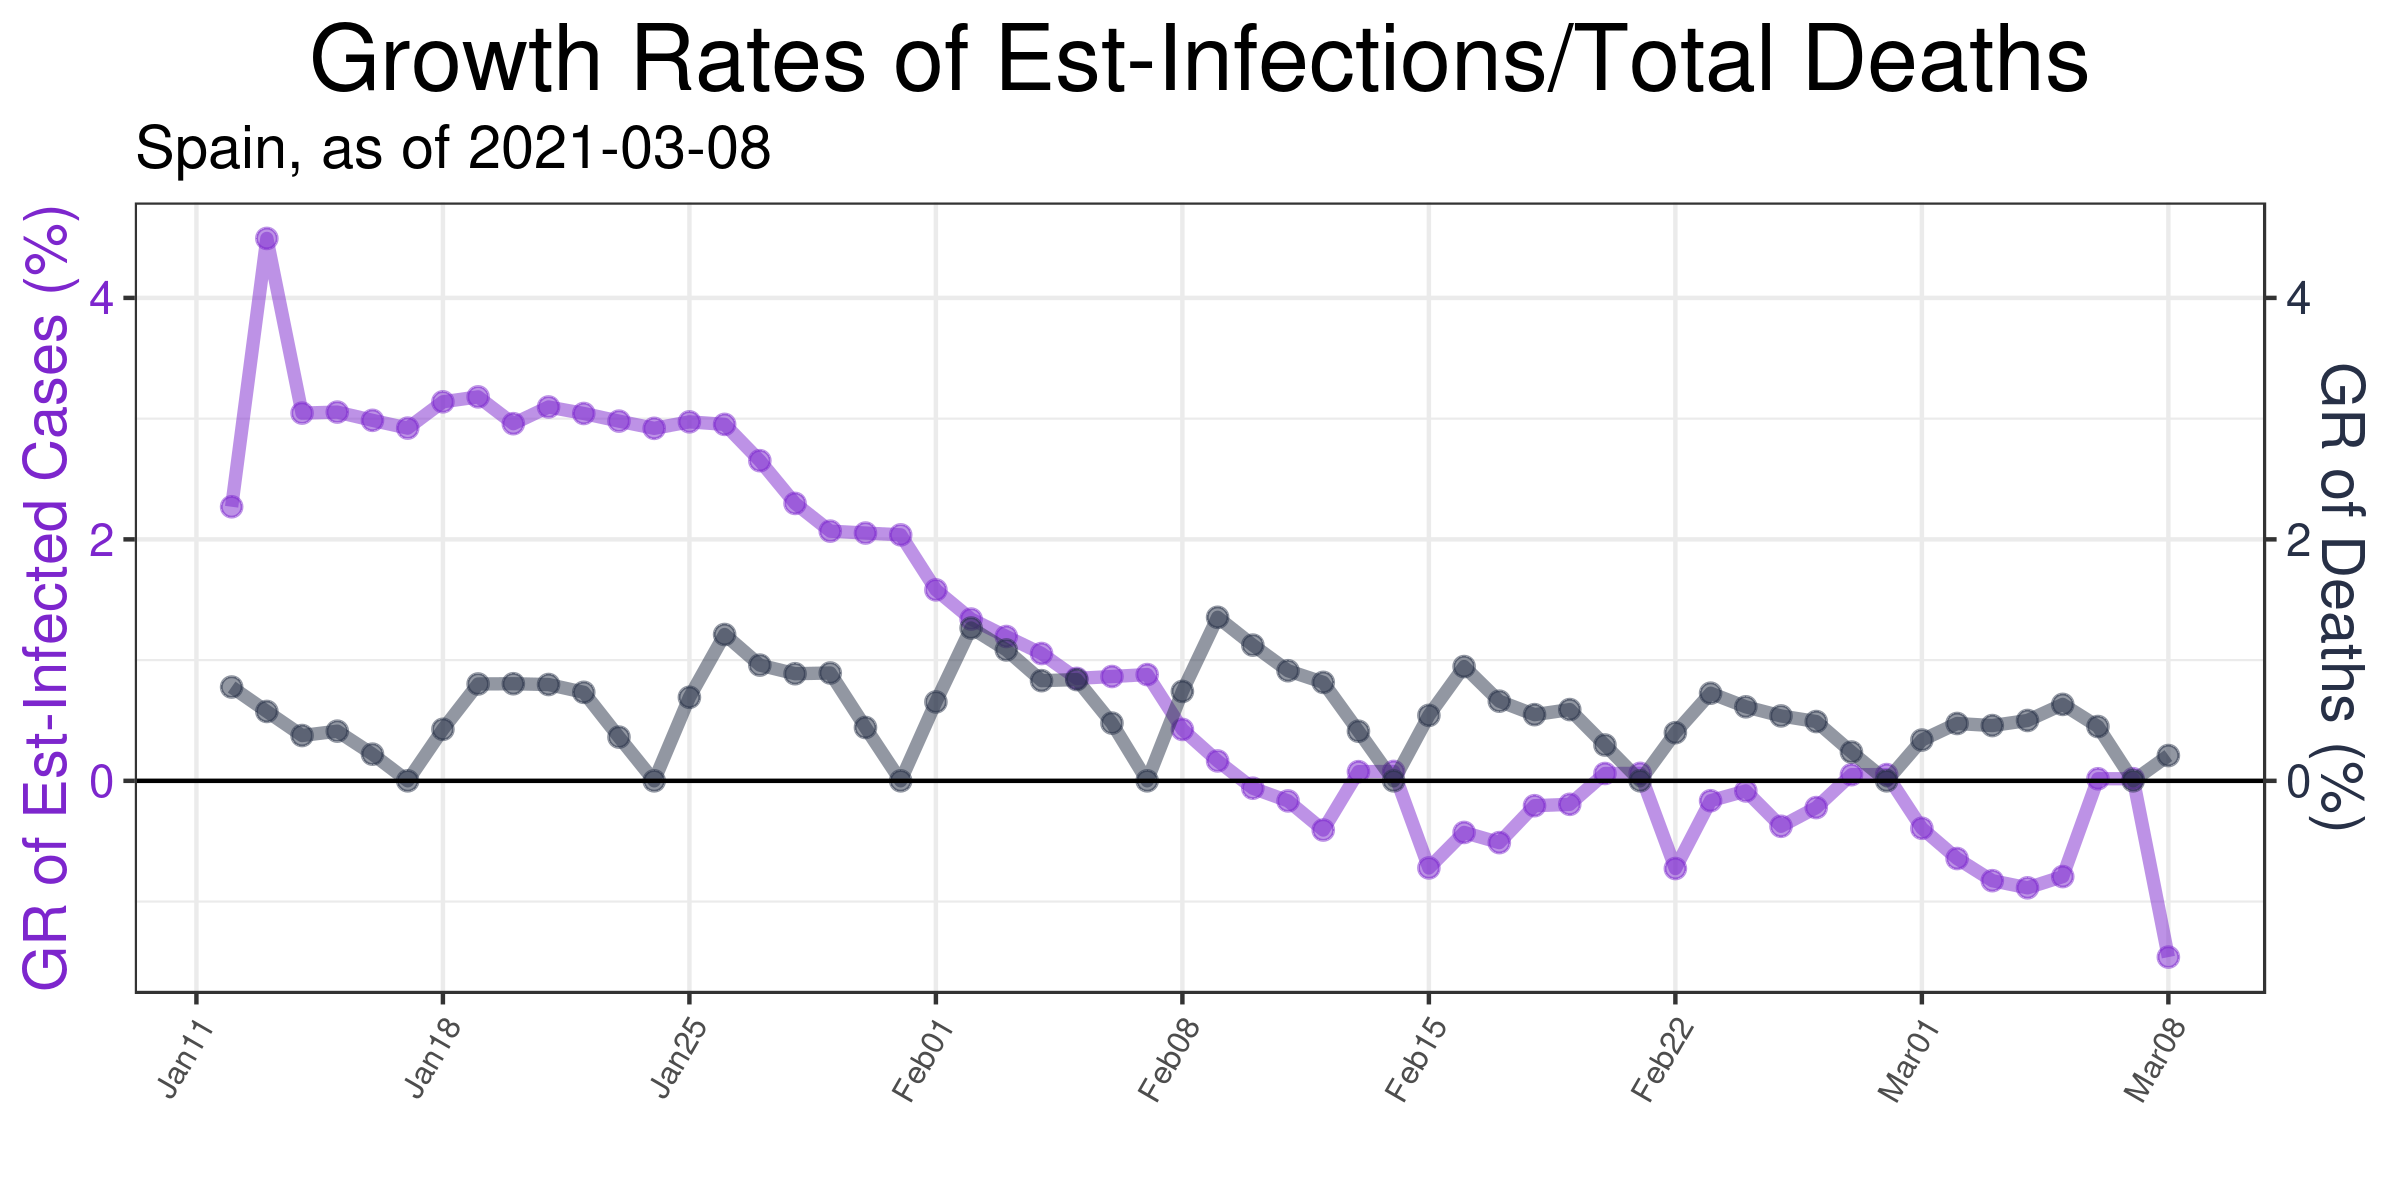 Growth Rates of Est-Infections/Total Deaths
Spain, as of 2021-03-08
GR of Est-Infected Cases (%)
4
2
0
4
2
0
GR of Deaths (%)
Jan11
Jan18
Jan25
Feb01
Feb08
Feb15
Feb22
Mar01
Mar08